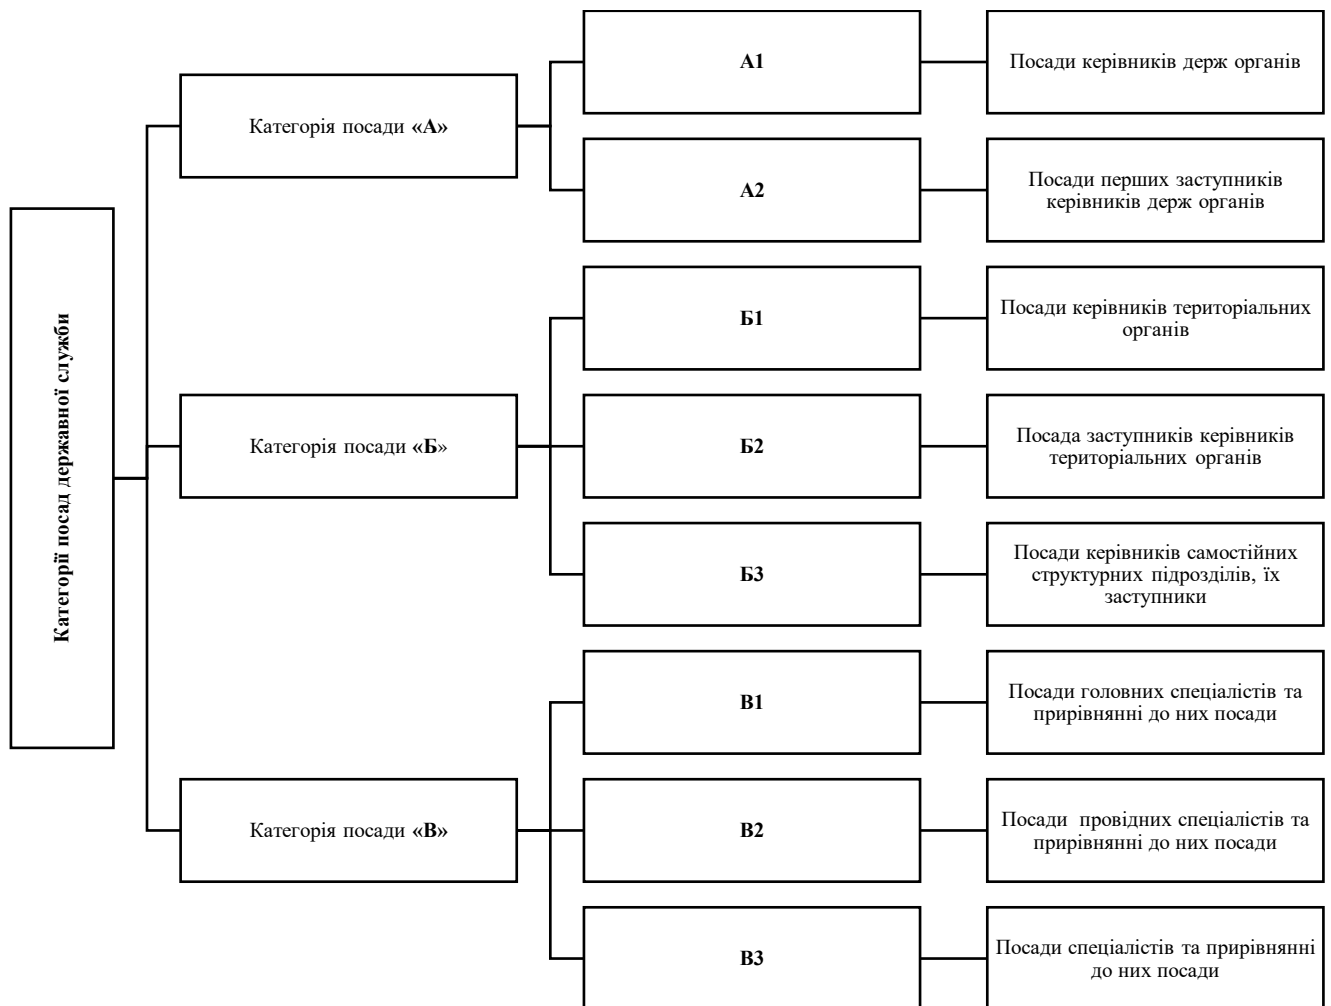 Категорії посад державної служби
Категорія посади «А»
А1
Посади керівників держ органів
А2
Посади перших заступників
керівників держ органів
Категорія посади «Б»
Б1
Посади керівників територіальних
органів
Б2
Посада заступників керівників
територіальних органів
Б3
Посади керівників самостійних
структурних підрозділів, їх
заступники
Категорія посади «В»
В1
Посади головних спеціалістів та
прирівнянні до них посади
В2
Посади провідних спеціалістів та
прирівнянні до них посади
В3
Посади спеціалістів та прирівнянні
до них посади